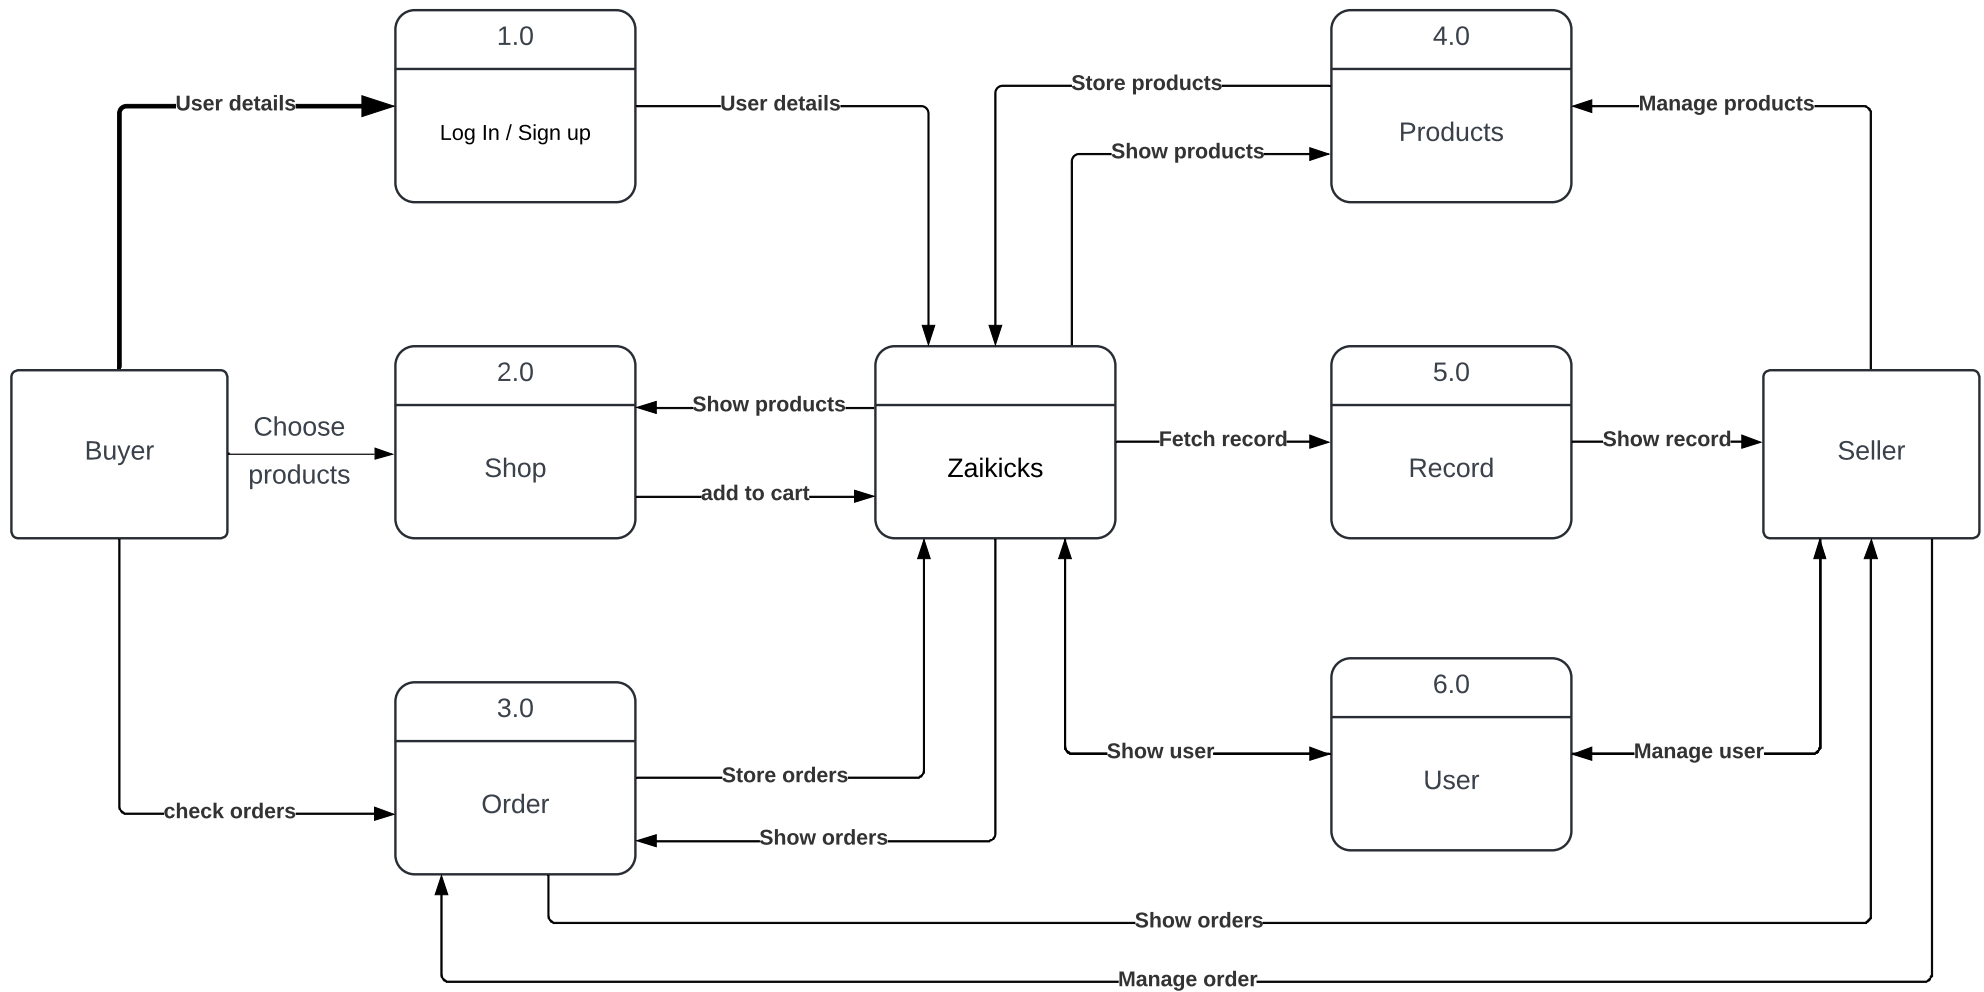 1.0
Log In / Sign up
User details
User details
4.0
Products
Store products
Show products
Manage products
Buyer
Choose
products
2.0
Shop
Show products
add to cart
Zaikicks
Fetch record
5.0
Record
Show record
Seller
3.0
Order
check orders
Store orders
Show orders
Show user
6.0
User
Manage user
Show orders
Manage order